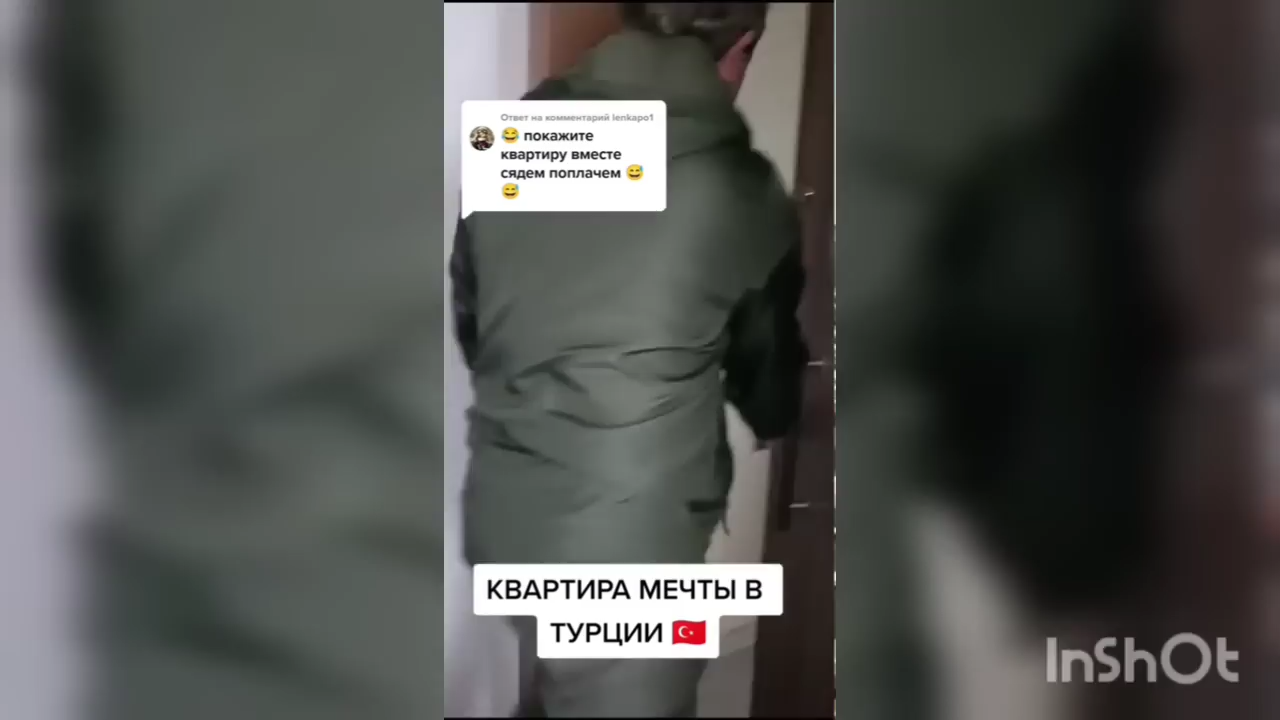 Ответ на комментарий lenkapo1
😂 покажите
квартиру вместе
сядем поплачем 😅
😅
КВАРТИРА МЕЧТЫ В
ТУРЦИИ 🇹🇷
InShOt